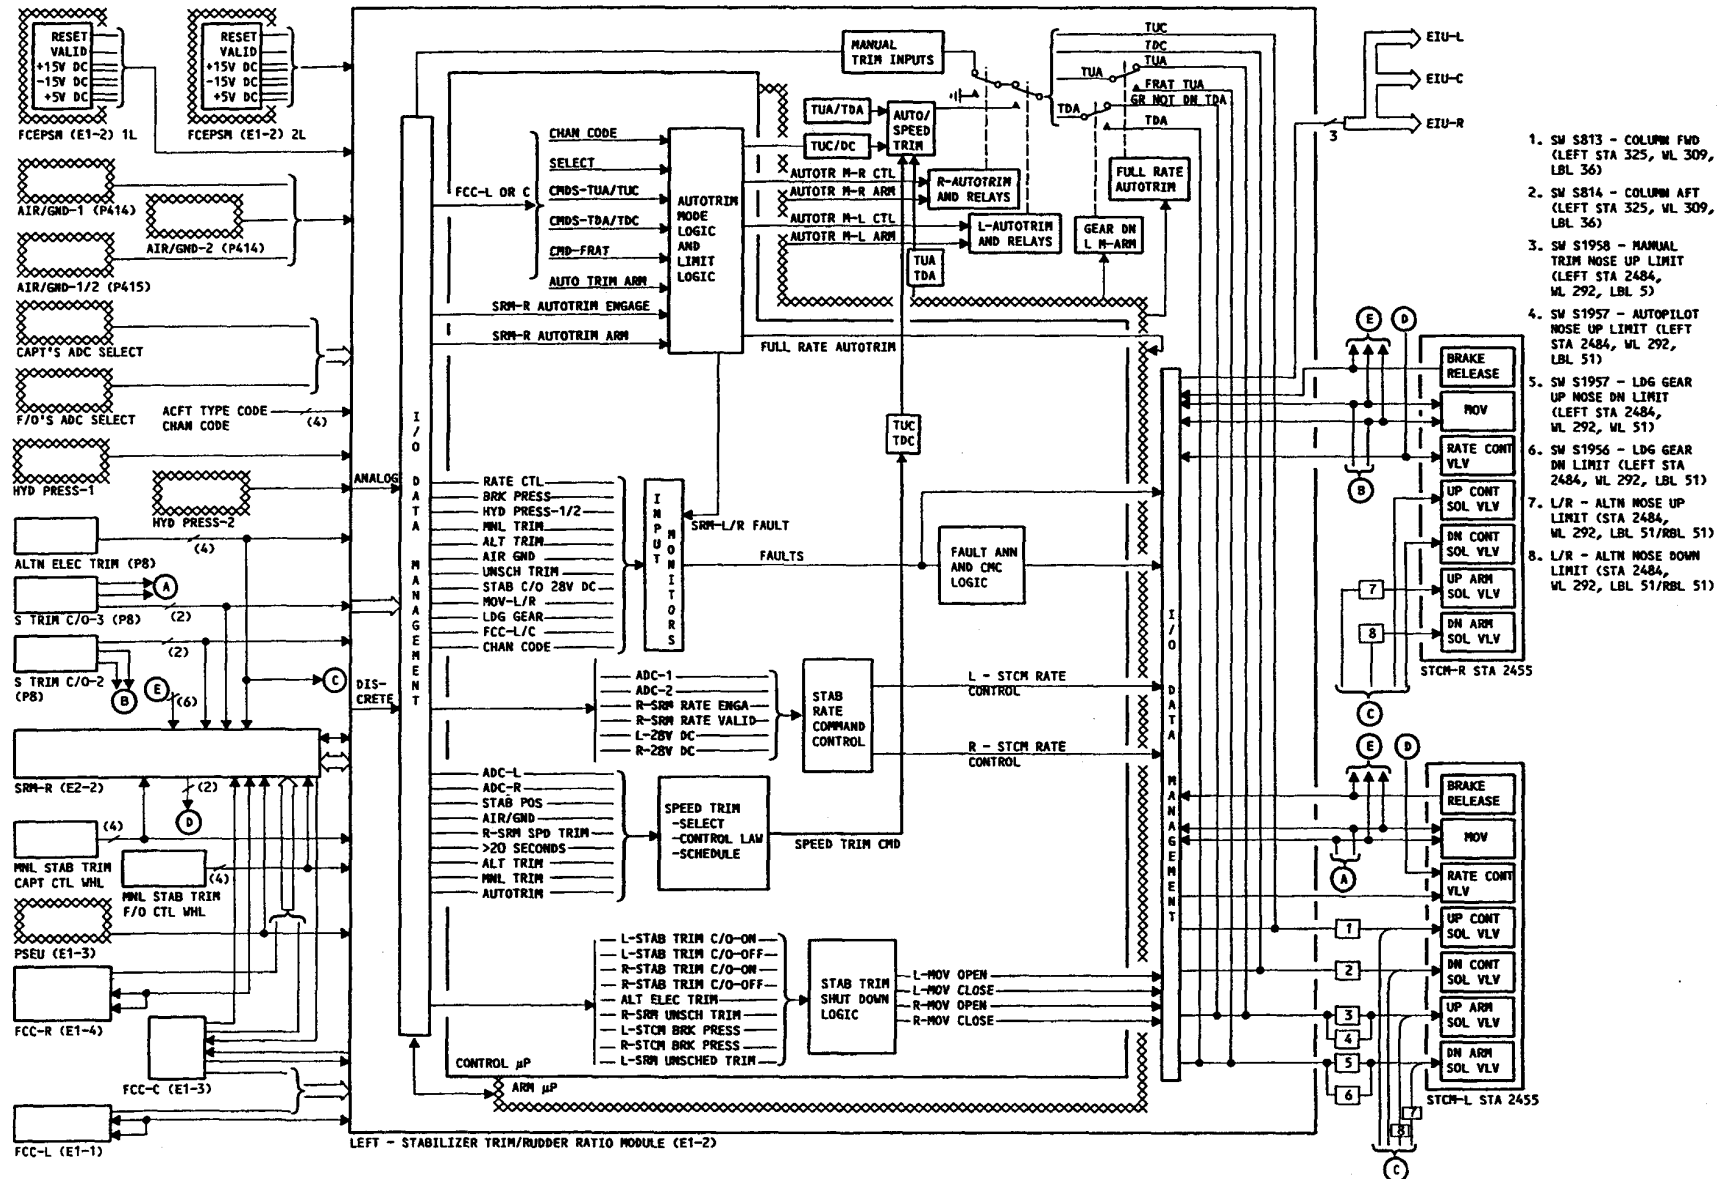 RESET
VALID
+15V DC
-15V DC
+5V DC
FCEPSM (E1-2) 1L
RESET
VALID
+15V DC
-15V DC
+5V DC
FCEPSM (E1-2) 2L
AIR/GND-1 (P414)
AIR/GND-2 (P414)
AIR/GND-1/2 (P415)
CAPT'S ADC SELECT
F/O'S ADC SELECT
ACFT TYPE CODE
CHAN CODE
(4)
HYD PRESS-1
HYD PRESS-2
ANALOG
(4)
ALTN ELEC TRIM (P8)
A
S TRIM C/O-3 (P8)
(2)
(2)
S TRIM C/O-2
(P8)
B
E
(6)
C
DIS-
CRETE
SRM-R (E2-2)
(2)
D
(4)
MNL STAB TRIM
CAPT CTL WHL
(4)
MNL STAB TRIM
F/O CTL WHL
PSEU (E1-3)
FCC-R (E1-4)
FCC-C (E1-3)
FCC-L (E1-1)
I/O DATA MANAGEMENT
MANUAL
TRIM INPUTS
FCC-L OR C
CHAN CODE
SELECT
CMDS-TUA/TUC
CMDS-TDA/TDC
CMD-FRAT
AUTO TRIM ARM
SRM-R AUTOTRIM ENGAGE
SRM-R AUTOTRIM ARM
AUTOTRIM
MODE
LOGIC
AND
LIMIT
LOGIC
TUA/TDA
TUC/DC
AUTO/
SPEED
TRIM
AUTOTR M-R CTL
AUTOTR M-R ARM
AUTOTR M-L CTL
AUTOTR M-L ARM
R-AUTOTRIM
AND RELAYS
L-AUTOTRIM
AND RELAYS
TUA
TDA
GEAR DN
L M-ARM
FULL RATE
AUTOTRIM
TUC
TDC
TUA
TUA
FRAT TUA
GR NOT DN TDA
TDA
TDA
FULL RATE AUTOTRIM
TUC
TDC
RATE CTL
BRK PRESS
HYD PRESS-1/2
MNL TRIM
ALT TRIM
AIR GND
UNSCH TRIM
STAB C/O 28V DC
MOV-L/R
LDG GEAR
FCC-L/C
CHAN CODE
INPUT MONITORS
SRM-L/R FAULT
FAULTS
FAULT ANN
AND CMC
LOGIC
ADC-1
ADC-2
R-SRM RATE ENGA
R-SRM RATE VALID
L-28V DC
R-28V DC
STAB
RATE
COMMAND
CONTROL
L - STCM RATE
CONTROL
R - STCM RATE
CONTROL
ADC-L
ADC-R
STAB POS
AIR/GND
R-SRM SPD TRIM
>20 SECONDS
ALT TRIM
MNL TRIM
AUTOTRIM
SPEED TRIM
-SELECT
-CONTROL LAW
-SCHEDULE
SPEED TRIM CMD
L-STAB TRIM C/O-ON
L-STAB TRIM C/O-OFF
R-STAB TRIM C/O-ON
R-STAB TRIM C/O-OFF
ALT ELEC TRIM
R-SRM UNSCH TRIM
L-STCM BRK PRESS
R-STCM BRK PRESS
L-SRM UNSCHED TRIM
STAB TRIM
SHUT DOWN
LOGIC
L-MOV OPEN
L-MOV CLOSE
R-MOV OPEN
R-MOV CLOSE
CONTROL µP
ARM µP
LEFT - STABILIZER TRIM/RUDDER RATIO MODULE (E1-2)
I/O DATA MANAGEMENT
3
EIU-L
EIU-C
EIU-R
E
D
B
BRAKE
RELEASE
MOV
RATE CONT
VLV
UP CONT
SOL VLV
DN CONT
SOL VLV
UP ARM
SOL VLV
DN ARM
SOL VLV
7
8
STCM-R STA 2455
C
E
D
A
BRAKE
RELEASE
MOV
RATE CONT
VLV
UP CONT
SOL VLV
DN CONT
SOL VLV
UP ARM
SOL VLV
DN ARM
SOL VLV
1
2
3
4
5
6
7
8
STCM-L STA 2455
C
1. SW S813 - COLUMN FWD
(LEFT STA 325, WL 309,
LBL 36)
2. SW S814 - COLUMN AFT
(LEFT STA 325, WL 309,
LBL 36)
3. SW S1958 - MANUAL
TRIM NOSE UP LIMIT
(LEFT STA 2484,
WL 292, LBL 5)
4. SW S1957 - AUTOPILOT
NOSE UP LIMIT (LEFT
STA 2484, WL 292,
LBL 51)
5. SW S1957 - LDG GEAR
UP NOSE DN LIMIT
(LEFT STA 2484,
WL 292, WL 51)
6. SW S1956 - LDG GEAR
DN LIMIT (LEFT STA
2484, WL 292, LBL 51)
7. L/R - ALTN NOSE UP
LIMIT (STA 2484,
WL 292, LBL 51/RBL 51)
8. L/R - ALTN NOSE DOWN
LIMIT (STA 2484,
WL 292, LBL 51/RBL 51)